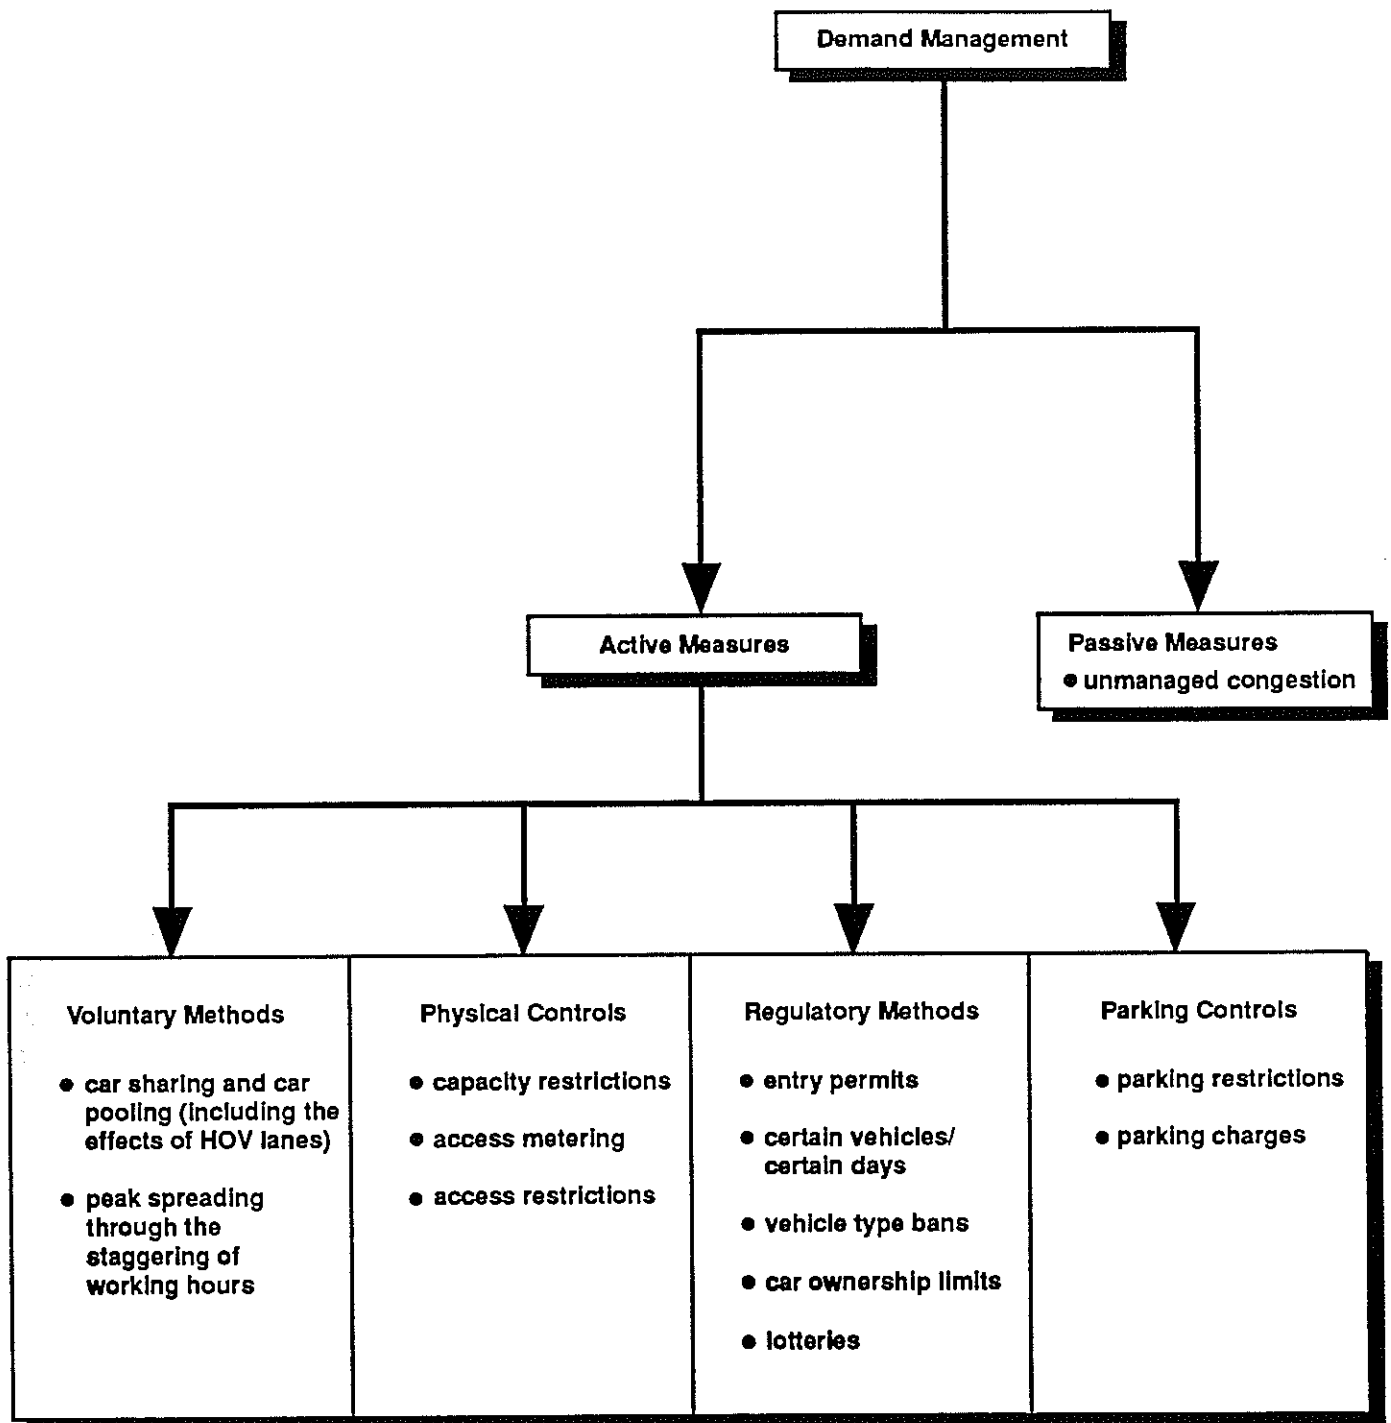 Demand Management
Active Measures
Passive Measures
● unmanaged congestion
Voluntary Methods
● car sharing and car
pooling (including the
effects of HOV lanes)
● peak spreading
through the
staggering of
working hours
Physical Controls
● capacity restrictions
● access metering
● access restrictions
Regulatory Methods
● entry permits
● certain vehicles/
certain days
● vehicle type bans
● car ownership limits
● lotteries
Parking Controls
● parking restrictions
● parking charges